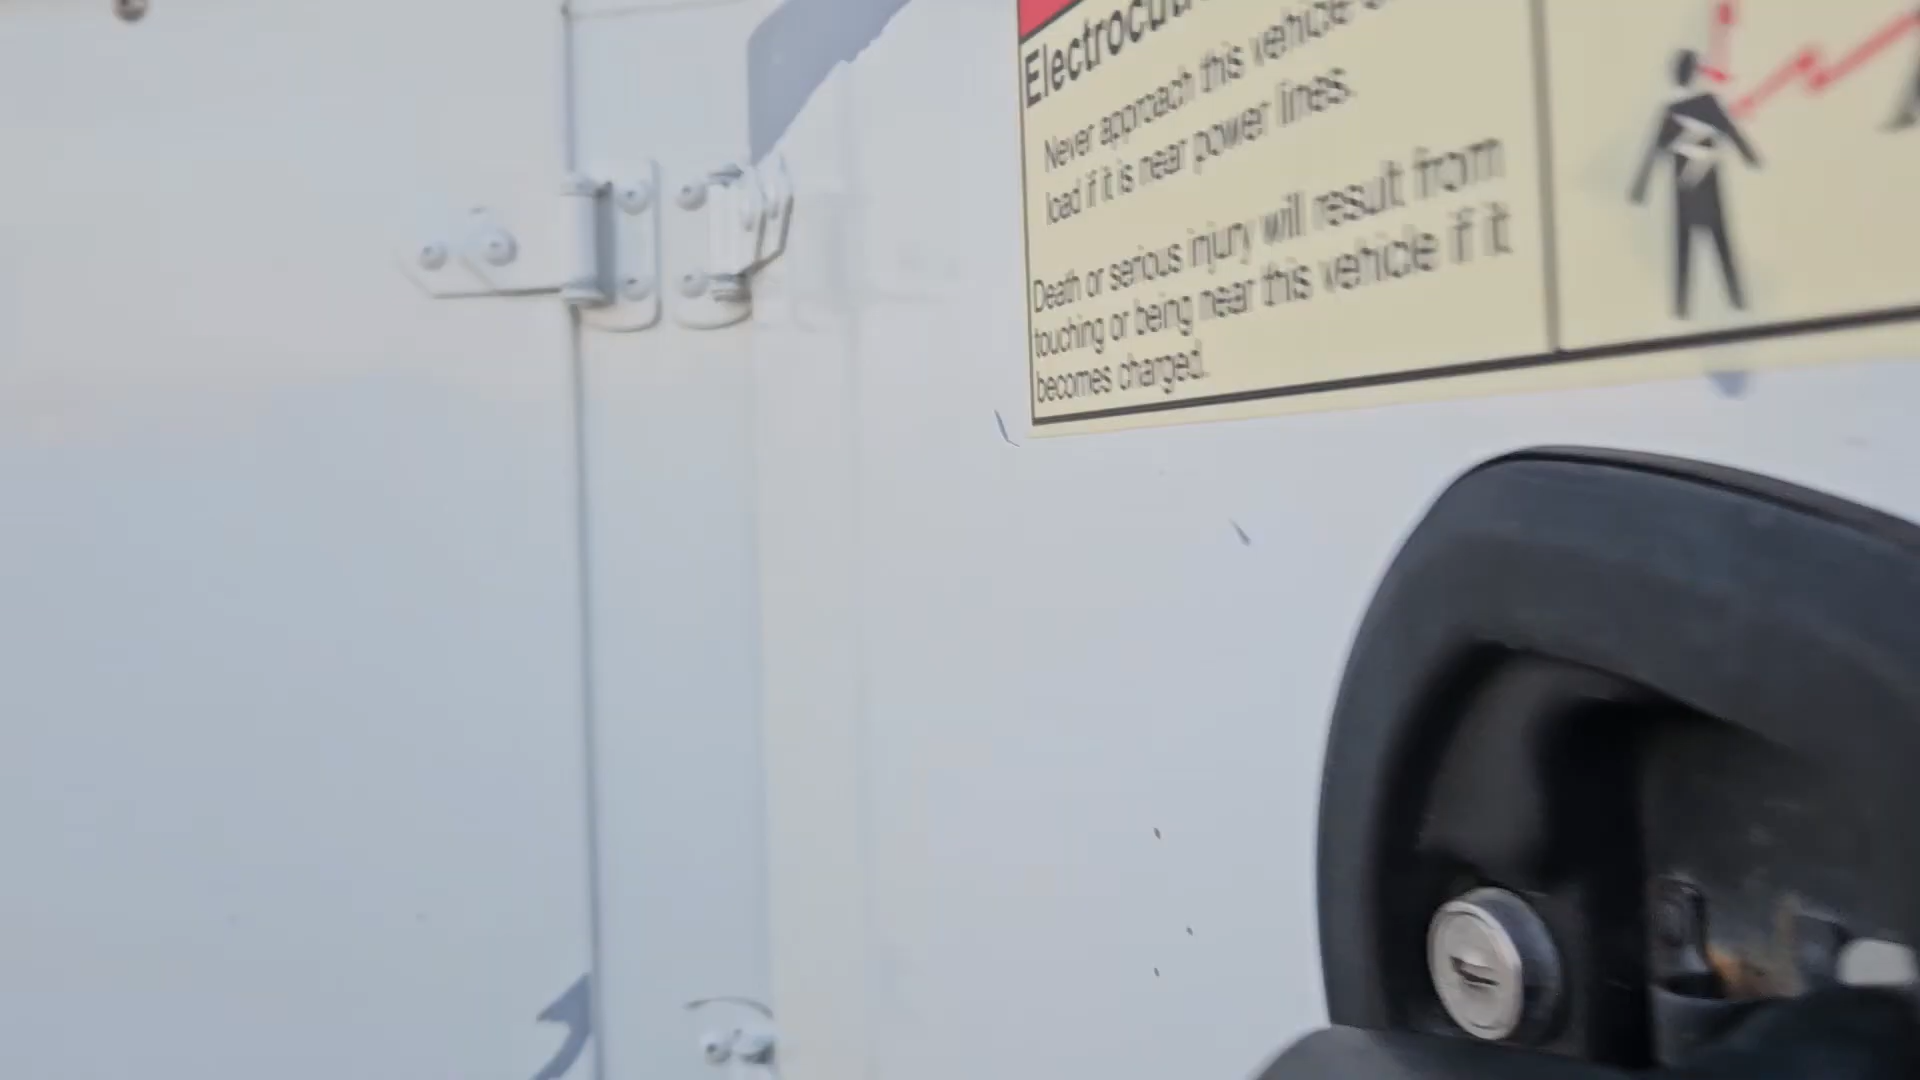 Never approach this vehicle
load if it is near power lines.
Death or serious injury will result from
touching or being near this vehicle if it
becomes charged.